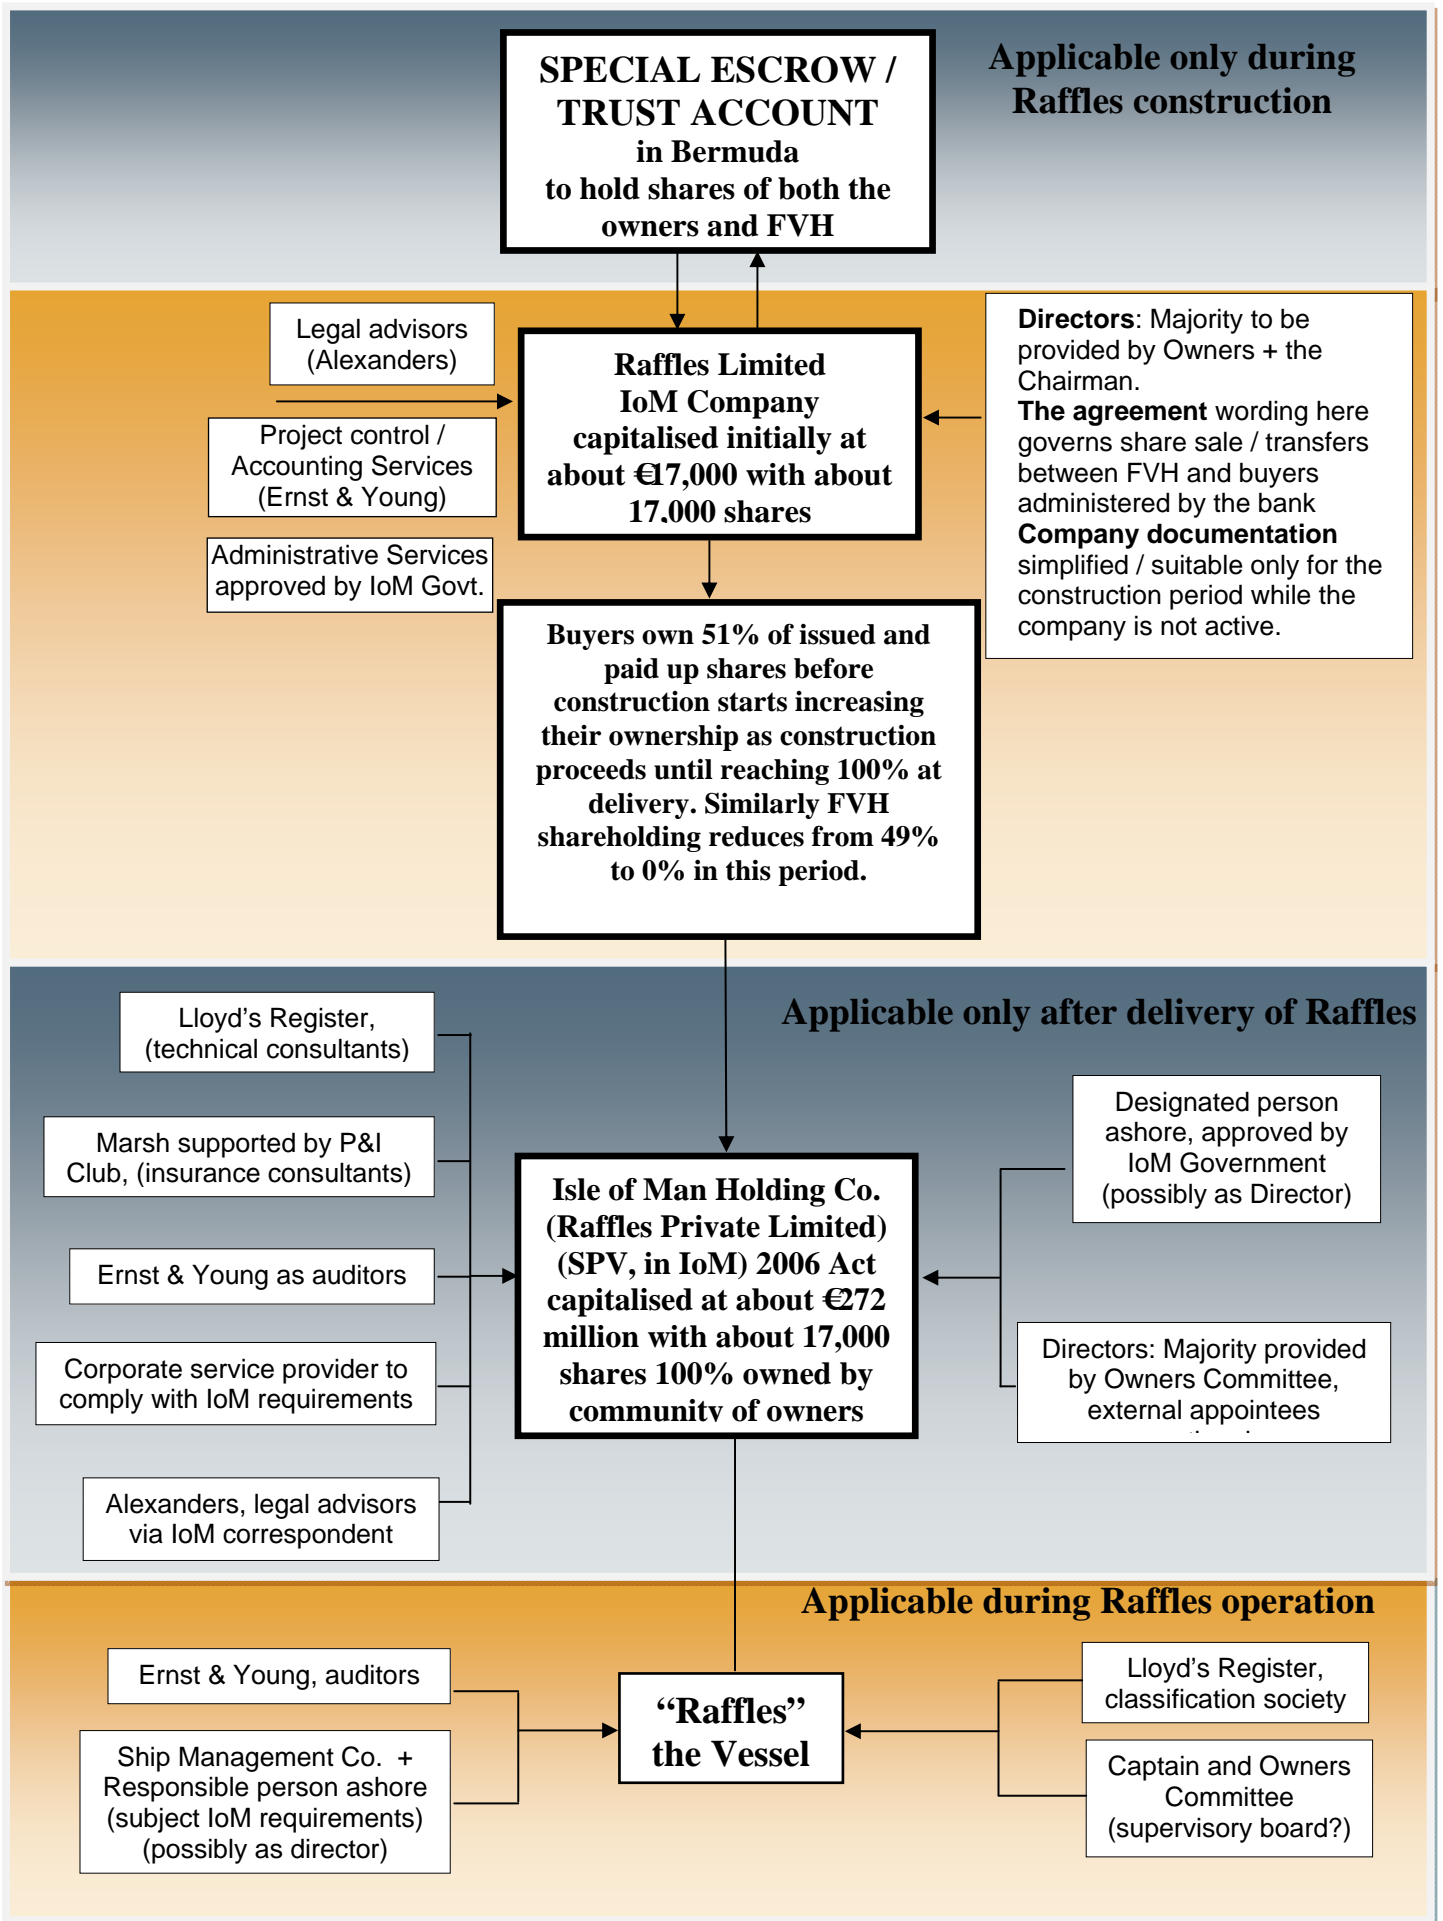 SPECIAL ESCROW /
TRUST ACCOUNT
in Bermuda
to hold shares of both the
owners and FVH
Applicable only during
Raffles construction
Legal advisors
(Alexanders)
Project control /
Accounting Services
(Ernst & Young)
Administrative Services
approved by IoM Govt.
Raffles Limited
IoM Company
capitalised initially at
about €17,000 with about
17,000 shares
Directors: Majority to be
provided by Owners + the
Chairman.
The agreement wording here
governs share sale / transfers
between FVH and buyers
administered by the bank
Company documentation
simplified / suitable only for the
construction period while the
company is not active.
Buyers own 51% of issued and
paid up shares before
construction starts increasing
their ownership as construction
proceeds until reaching 100% at
delivery. Similarly FVH
shareholding reduces from 49%
to 0% in this period.
Applicable only after delivery of Raffles
Lloyd's Register,
(technical consultants)
Marsh supported by P&I
Club, (insurance consultants)
Ernst & Young as auditors
Corporate service provider to
comply with IoM requirements
Alexanders, legal advisors
via IoM correspondent
Isle of Man Holding Co.
(Raffles Private Limited)
(SPV, in IoM) 2006 Act
capitalised at about €272
million with about 17,000
shares 100% owned by
community of owners
Designated person
ashore, approved by
IoM Government
(possibly as Director)
Directors: Majority provided
by Owners Committee,
external appointees
Applicable during Raffles operation
Ernst & Young, auditors
Ship Management Co. +
Responsible person ashore
(subject IoM requirements)
(possibly as director)
“Raffles”
the Vessel
Lloyd's Register,
classification society
Captain and Owners
Committee
(supervisory board?)